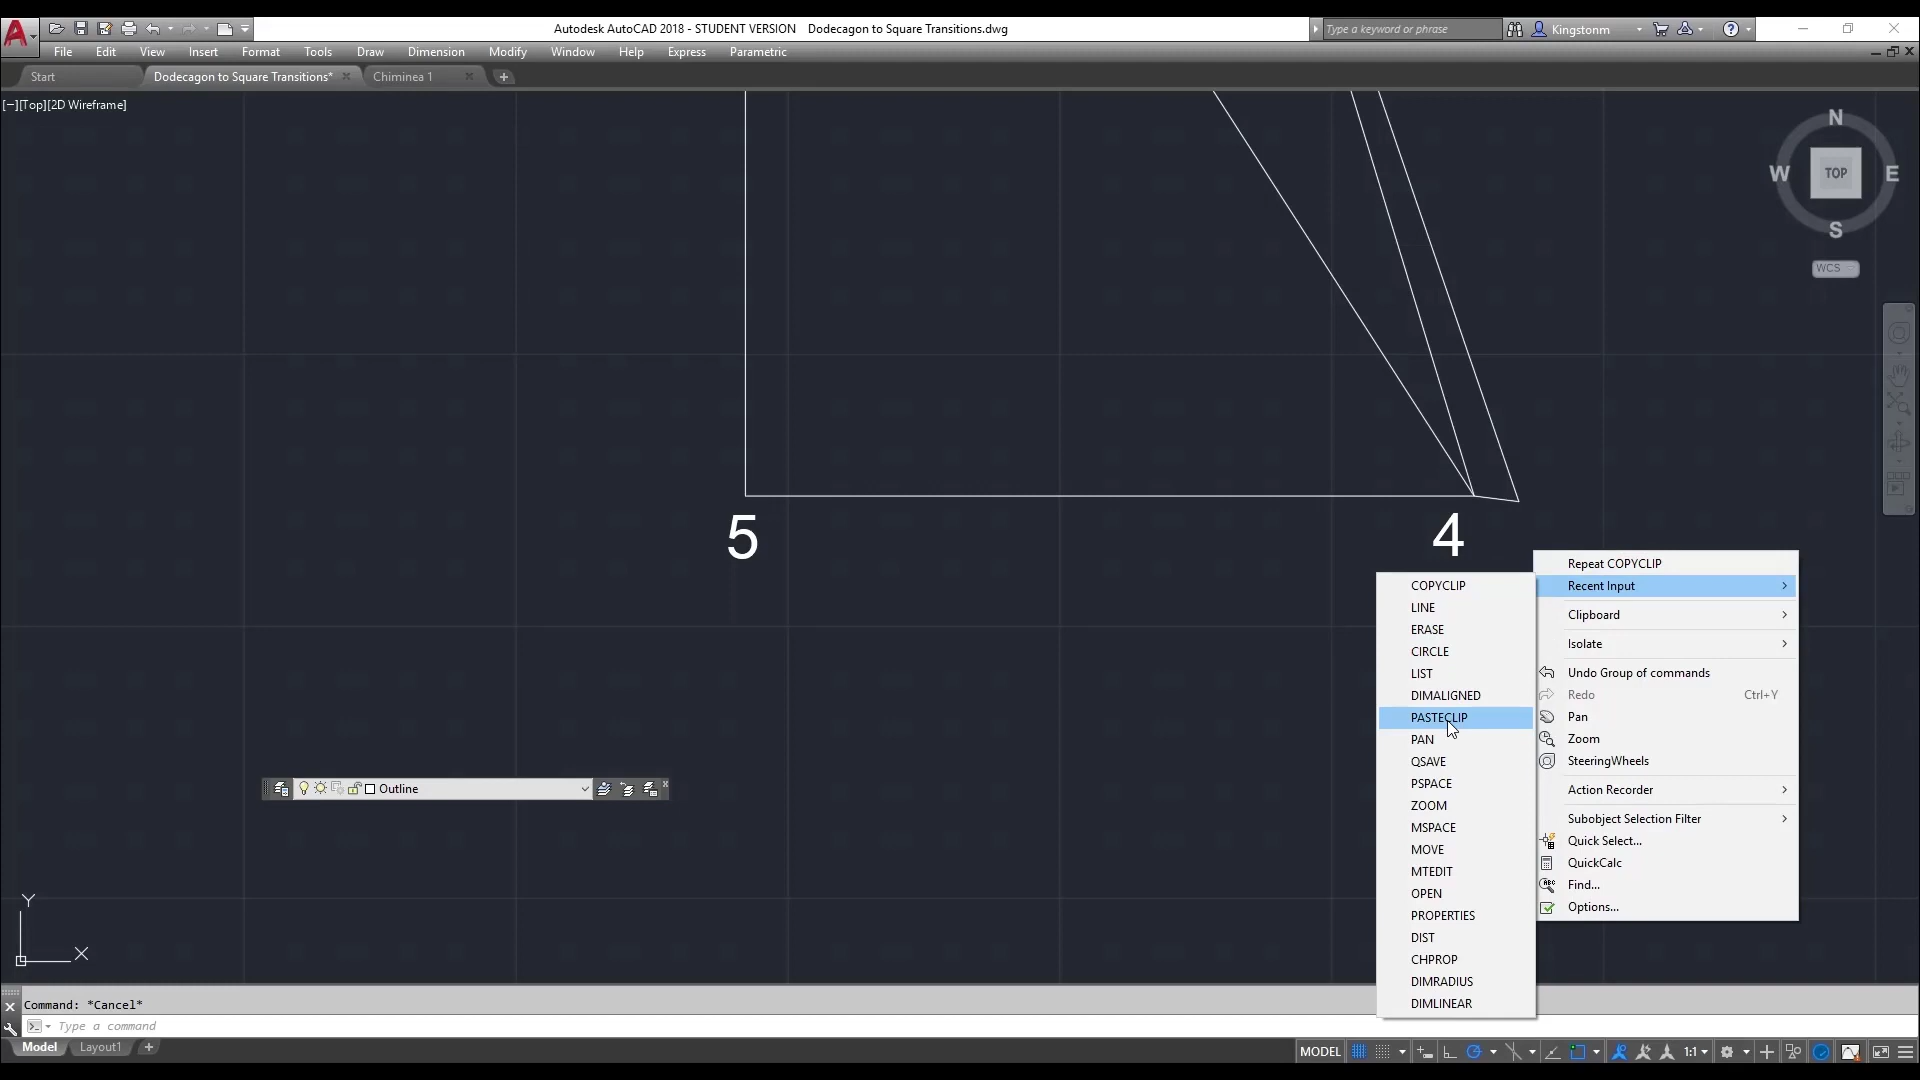 Autodesk AutoCAD 2018 - STUDENT VERSION Dodecagon to Square Transitions.dwg
Type a keyword or phrase
Kingstonm
File Edit View Insert Format Tools Draw Dimension Modify Window Help Express Parametric
Start Dodecagon to Square Transitions* Chiminea 1
[−][Top][2D Wireframe]
N
W TOP E
S
WCS
5 4
Repeat COPYCLIP
Recent Input
Clipboard
Isolate
Undo Group of commands
Redo Ctrl+Y
Pan
Zoom
SteeringWheels
Action Recorder
Subobject Selection Filter
Quick Select...
QuickCalc
Find...
Options...
COPYCLIP
LINE
ERASE
CIRCLE
LIST
DIMALIGNED
PASTECLIP
PAN
QSAVE
PSPACE
ZOOM
MSPACE
MOVE
MTEDIT
OPEN
PROPERTIES
DIST
CHPROP
DIMRADIUS
DIMLINEAR
Outline
Y
X
Command: *Cancel*
Type a command
Model Layout1 +
MODEL 1:1